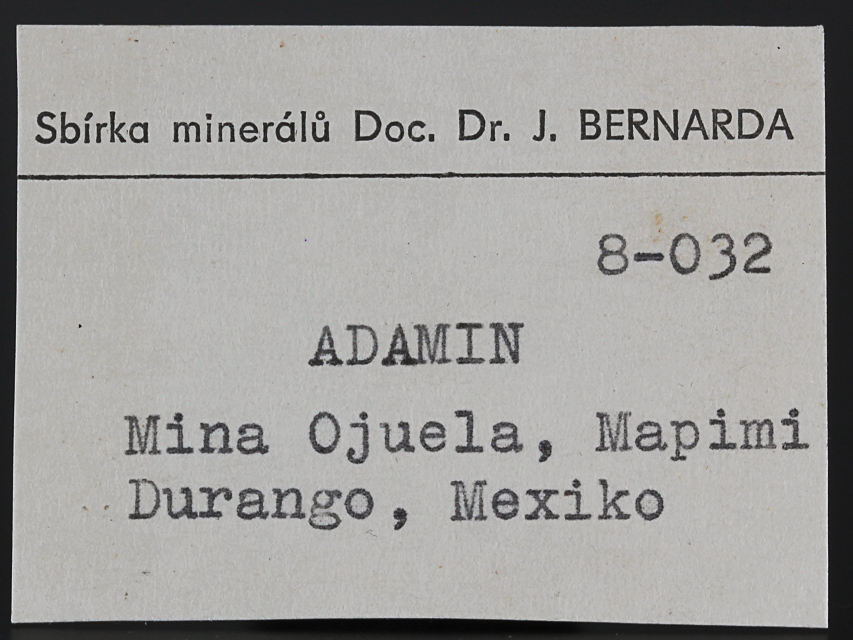 Sbírka minerálů Doc. Dr. J. BERNARDA
8-032
ADAMIN
Mina Ojuela, Mapimi
Durango, Mexiko